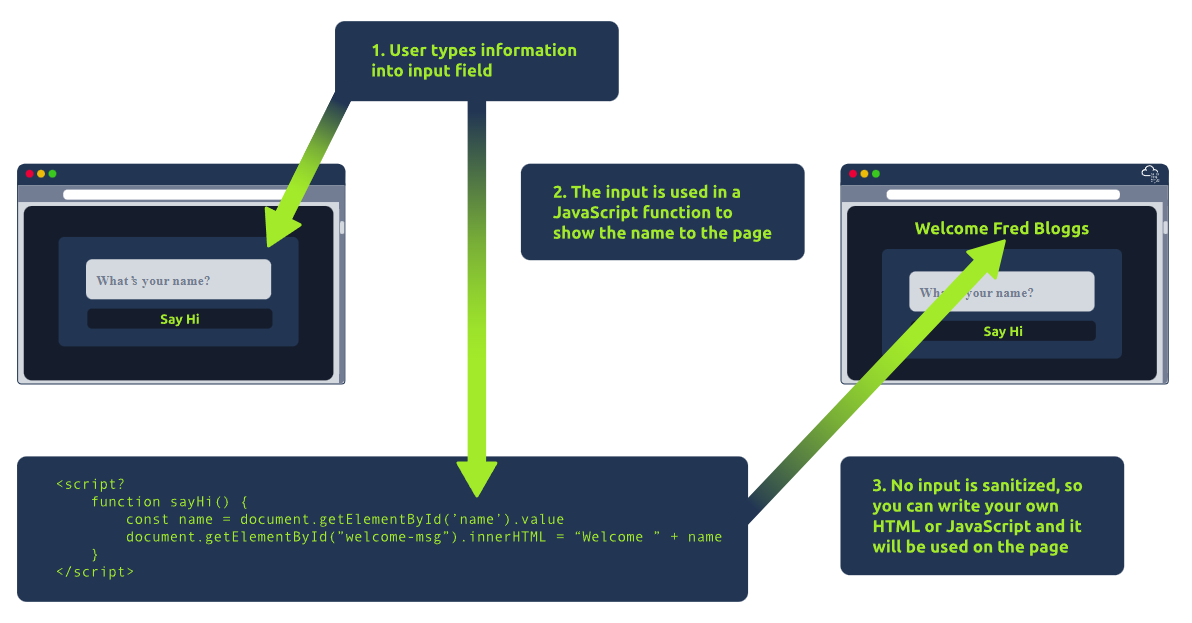 1. User types information
into input field
What's your name?
Say Hi
2. The input is used in a
JavaScript function to
show the name to the page
Welcome Fred Bloggs
What's your name?
Say Hi
<script?
function sayHi() {
const name = document.getElementById('name').value
document.getElementById("welcome-msg").innerHTML = “Welcome ” + name
}
</script>
3. No input is sanitized, so
you can write your own
HTML or JavaScript and it
will be used on the page